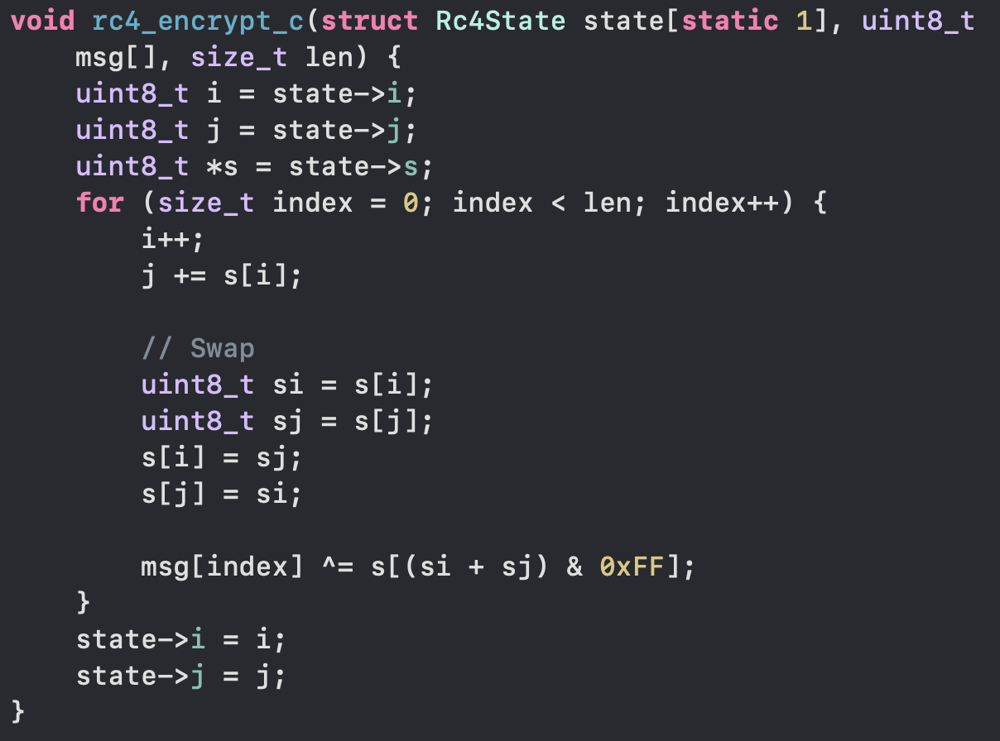 void rc4_encrypt_c(struct Rc4State state[static 1], uint8_t
    msg[], size_t len) {
    uint8_t i = state->i;
    uint8_t j = state->j;
    uint8_t *s = state->s;
    for (size_t index = 0; index < len; index++) {
        i++;
        j += s[i];

        // Swap
        uint8_t si = s[i];
        uint8_t sj = s[j];
        s[i] = sj;
        s[j] = si;

        msg[index] ^= s[(si + sj) & 0xFF];
    }
    state->i = i;
    state->j = j;
}